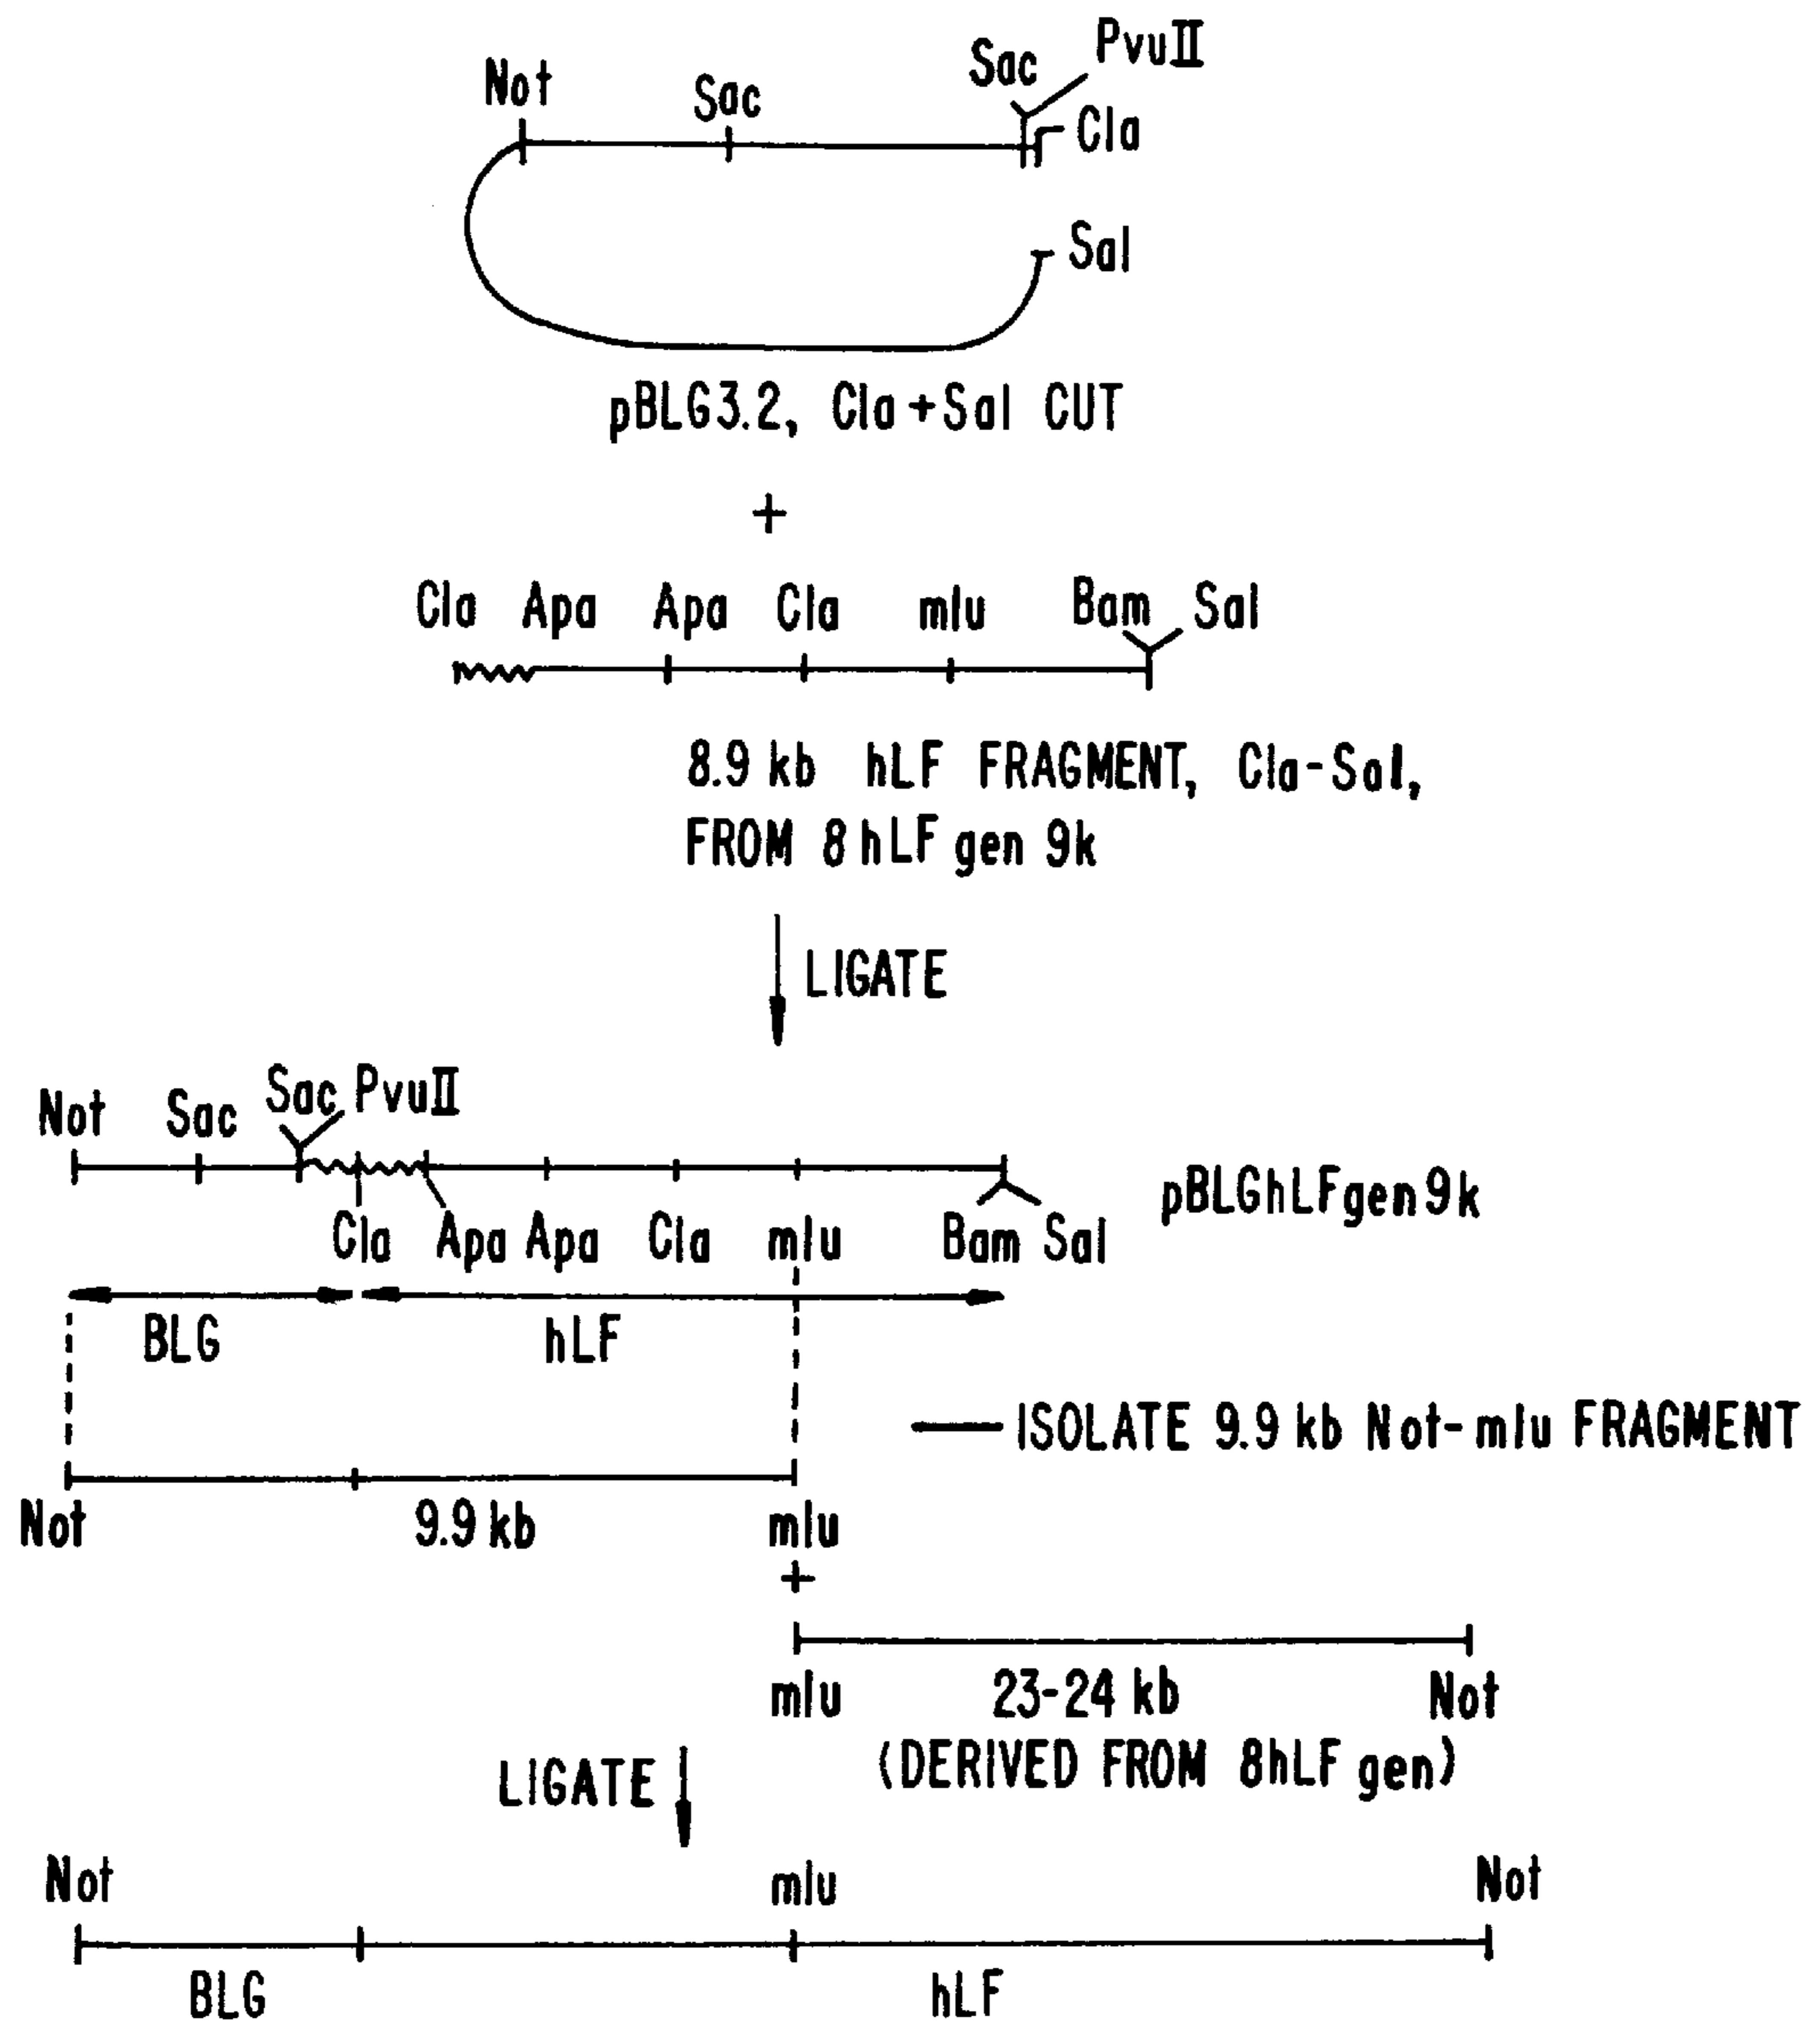 Not Sac Sac PvuII
Cla
Sal
pBLG3.2, Cla+Sal CUT
+
Cla Apa Apa Cla mlu Bam Sal
8.9 kb hLF FRAGMENT, Cla-Sal,
FROM 8 hLF gen 9k
LIGATE
Not Sac Sac PvuII
pBLGhLFgen9k
Cla Apa Apa Cla mlu Bam Sal
BLG hLF
ISOLATE 9.9 kb Not-mlu FRAGMENT
Not 9.9 kb mlu
+
mlu 23-24 kb Not
(DERIVED FROM 8hLF gen)
LIGATE
Not mlu Not
BLG hLF